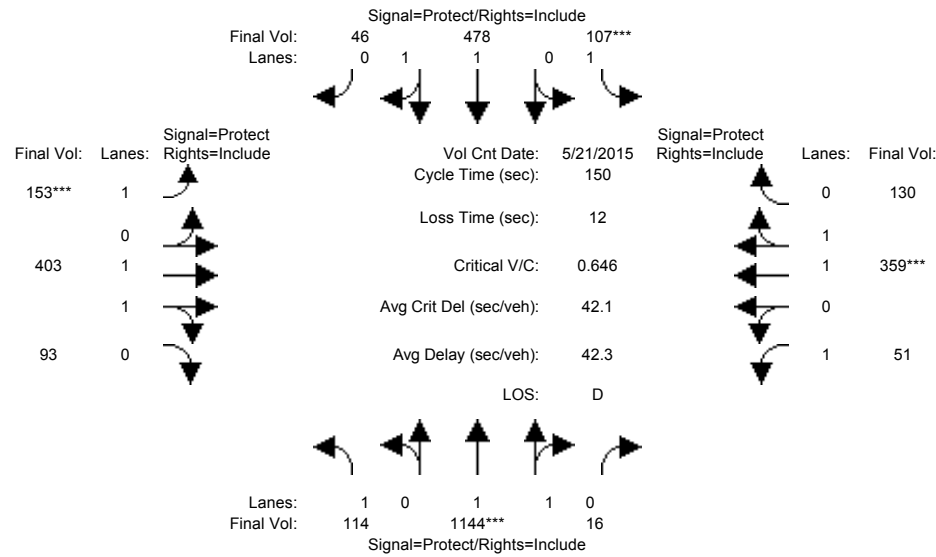 Signal=Protect/Rights=Include
Final Vol: 46 478 107***
Lanes: 0 1 1 0 1
Signal=Protect Signal=Protect
Final Vol: Lanes: Rights=Include Vol Cnt Date: 5/21/2015 Rights=Include Lanes: Final Vol:
Cycle Time (sec): 150
153*** 1 0 130
Loss Time (sec): 12
0 1
403 1 Critical V/C: 0.646 1 359***
1 Avg Crit Del (sec/veh): 42.1 0
93 0 Avg Delay (sec/veh): 42.3 1 51
LOS: D
Lanes: 1 0 1 1 0
Final Vol: 114 1144*** 16
Signal=Protect/Rights=Include